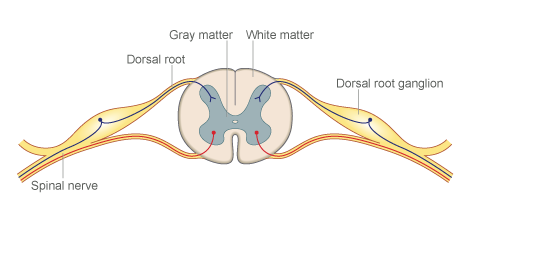 Gray matter
White matter
Dorsal root
Dorsal root ganglion
Spinal nerve